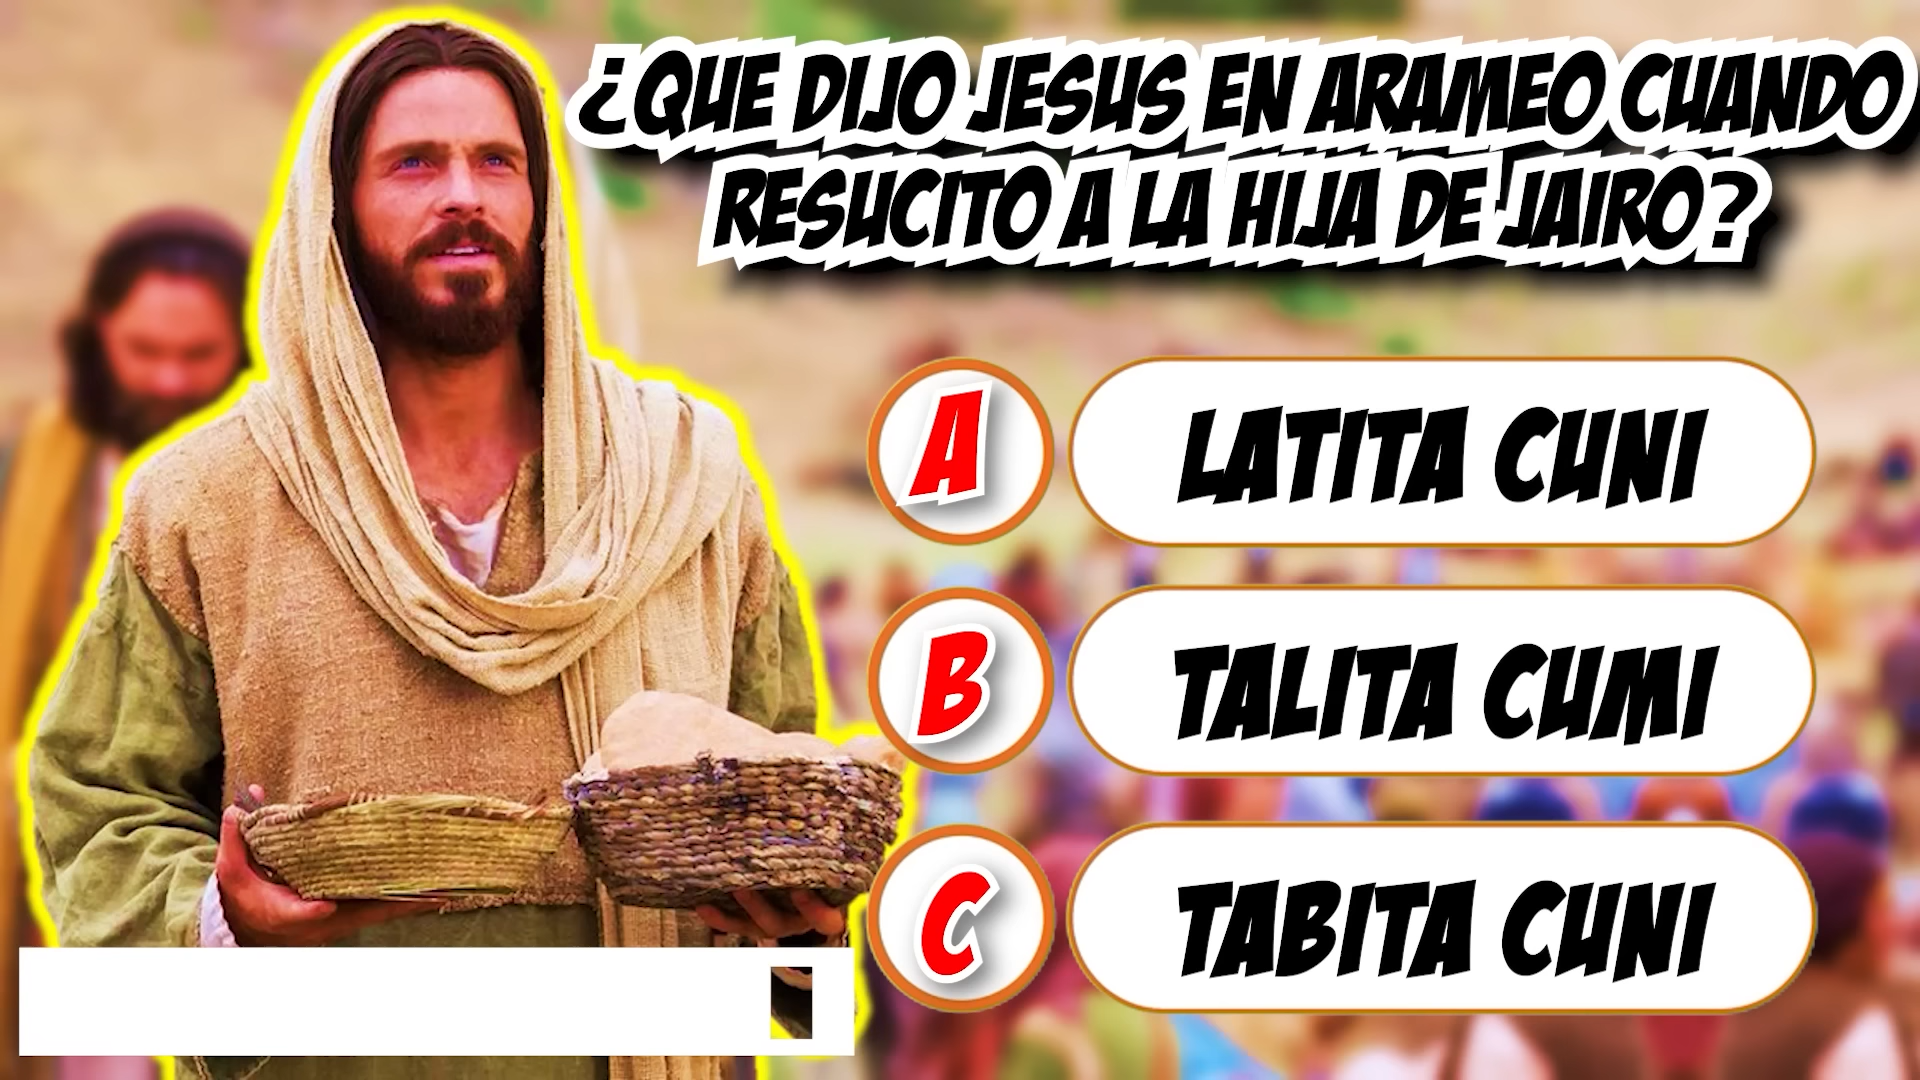 ¿QUE DIJO JESUS EN ARAMEO CUANDO
RESUCITO A LA HIJA DE JAIRO?
A
LATITA CUNI
B
TALITA CUMI
C
TABITA CUNI